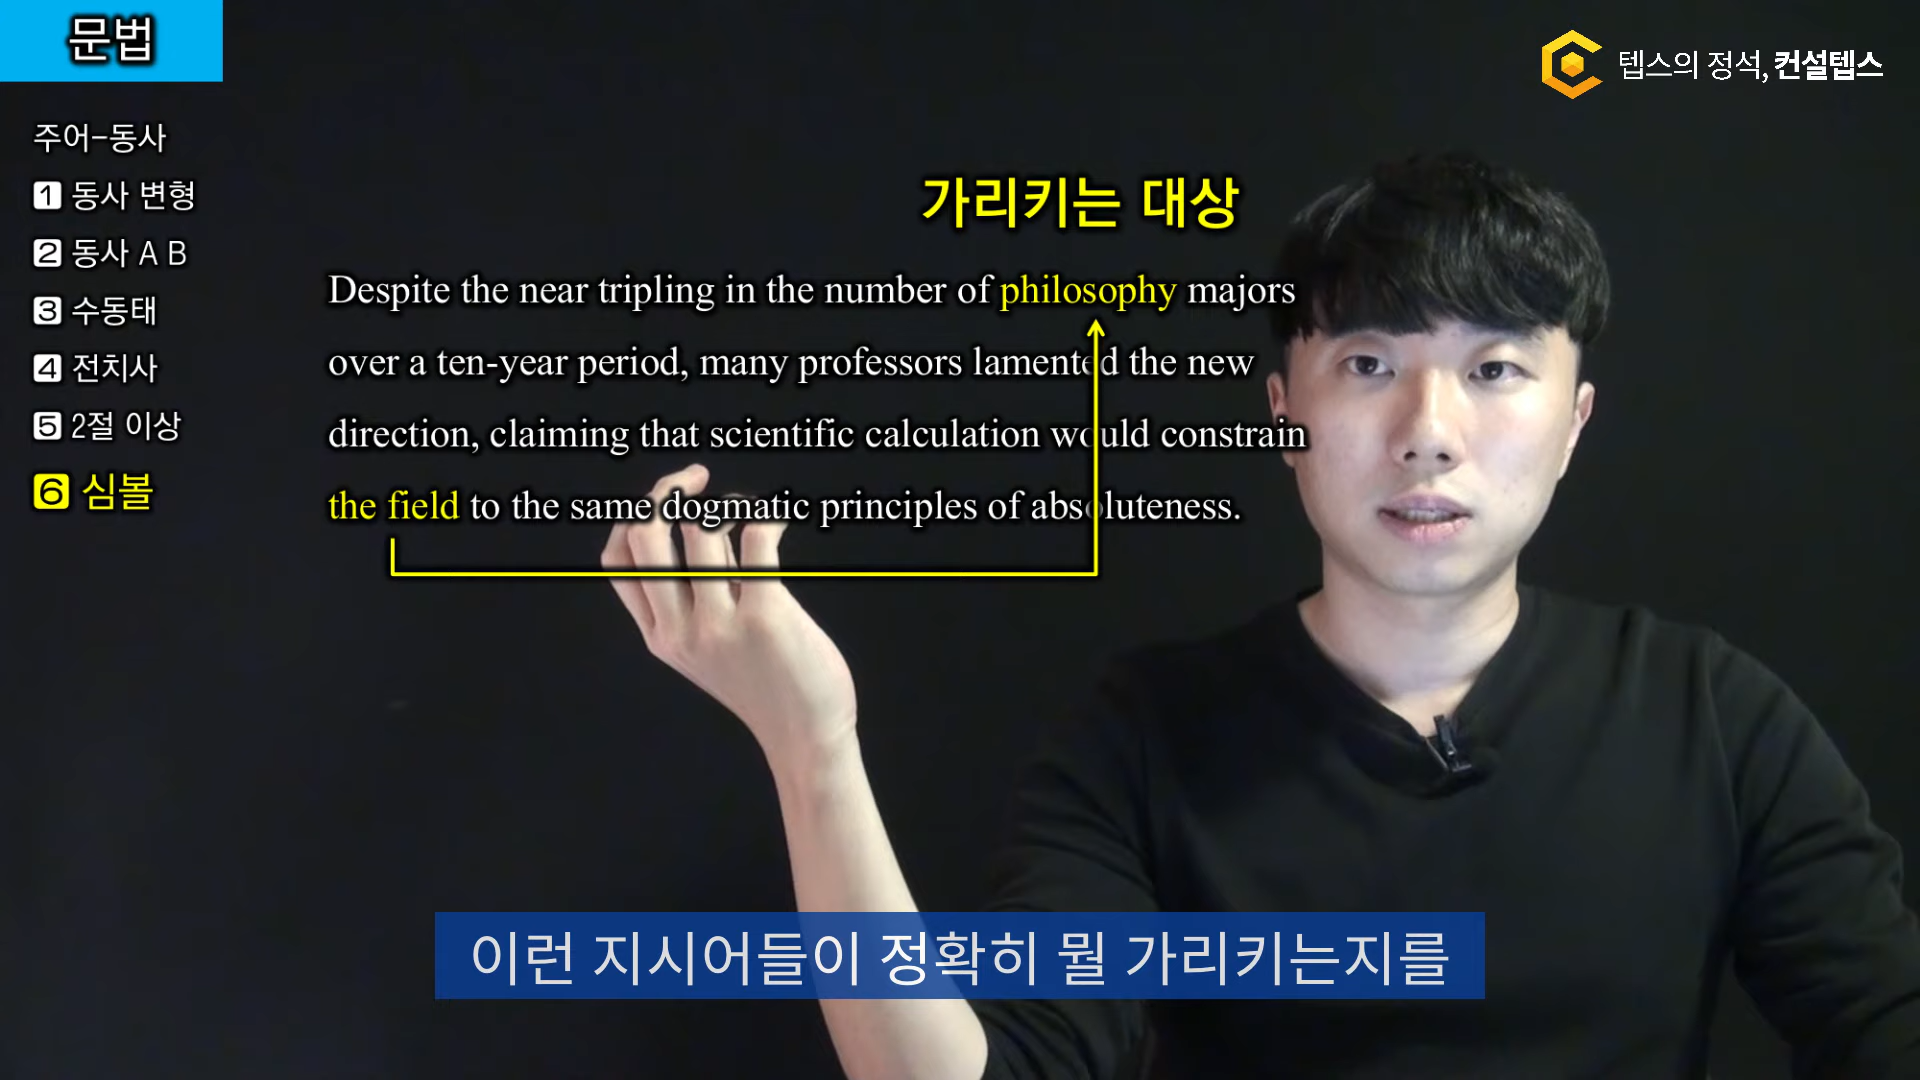 문법
텝스의 정석, 컨설텝스
주어-동사
1 동사 변형
2 동사 A B
3 수동태
4 전치사
5 2절 이상
6 심볼
가리키는 대상
Despite the near tripling in the number of philosophy majors
over a ten-year period, many professors lamented the new
direction, claiming that scientific calculation would constrain
the field to the same dogmatic principles of absoluteness.
이런 지시어들이 정확히 뭘 가리키는지를